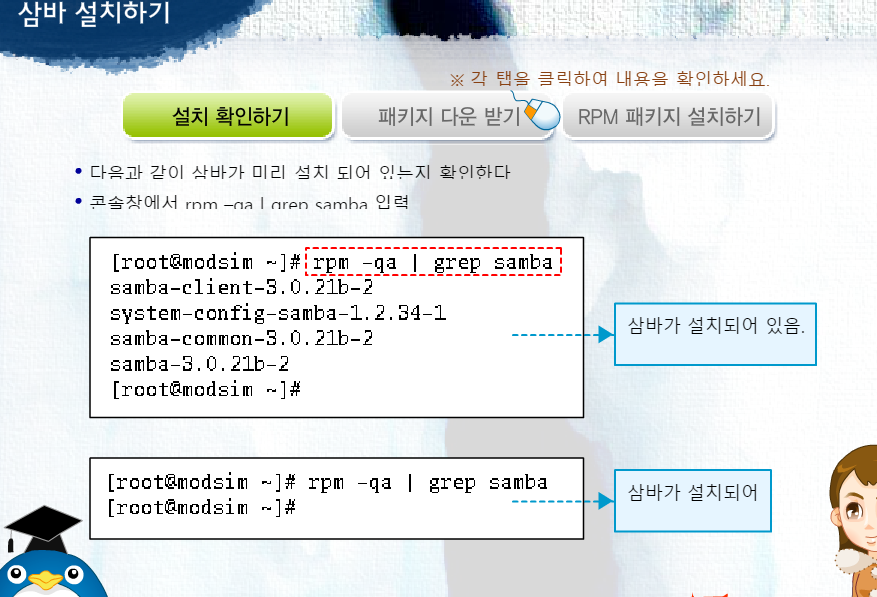 삼바 설치하기
※ 각 탭을 클릭하여 내용을 확인하세요.
설치 확인하기
패키지 다운 받기
RPM 패키지 설치하기
• 다음과 같이 삼바가 미리 설치 되어 있는지 확인한다
• 콘솔창에서 rpm –qa | grep samba 입력
[root@modsim ~]# rpm -qa | grep samba
samba-client-3.0.21b-2
system-config-samba-1.2.34-1
samba-common-3.0.21b-2
samba-3.0.21b-2
[root@modsim ~]#
삼바가 설치되어 있음.
[root@modsim ~]# rpm -qa | grep samba
[root@modsim ~]#
삼바가 설치되어